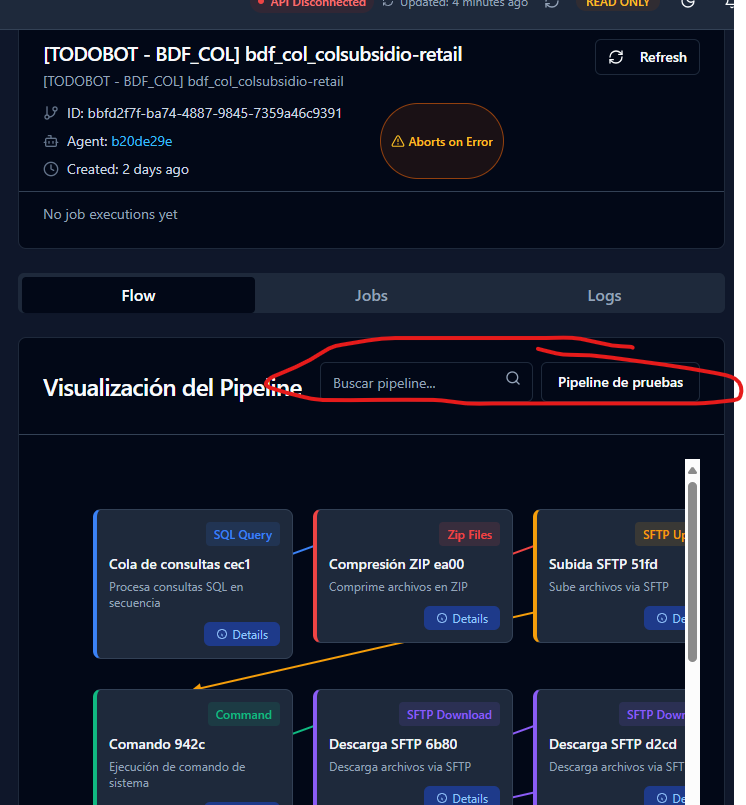 API Disconnected
Updated: 4 minutes ago
READ ONLY
[TODOBOT - BDF_COL] bdf_col_colsubsidio-retail
Refresh
[TODOBOT - BDF_COL] bdf_col_colsubsidio-retail
ID: bbfd2f7f-ba74-4887-9845-7359a46c9391
Agent: b20de29e
Aborts on Error
Created: 2 days ago
No job executions yet
Flow
Jobs
Logs
Visualización del Pipeline
Buscar pipeline...
Pipeline de pruebas
SQL Query
Cola de consultas cec1
Procesa consultas SQL en
secuencia
Details
Zip Files
Compresión ZIP ea00
Comprime archivos en ZIP
Details
SFTP Up
Subida SFTP 51fd
Sube archivos via SFTP
De
Command
Comando 942c
Ejecución de comando de
sistema
SFTP Download
Descarga SFTP 6b80
Descarga archivos via SFTP
Details
SFTP Down
Descarga SFTP d2cd
Descarga archivos via SFT
De